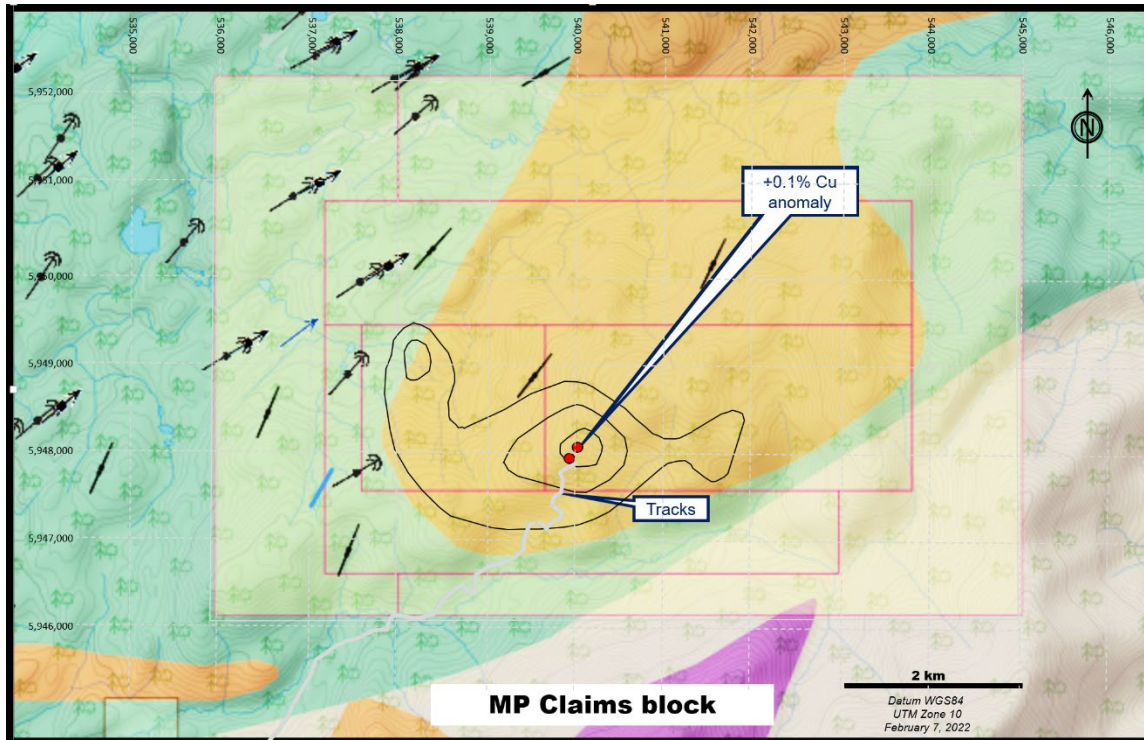 535,000
536,000
537,000
538,000
539,000
540,000
541,000
542,000
543,000
544,000
545,000
546,000
5,952,000
N
5,951,000
+0.1% Cu
anomaly
5,950,000
5,949,000
5,948,000
Tracks
5,947,000
5,946,000
MP Claims block
2 km
Datum WGS84
UTM Zone 10
February 7, 2022